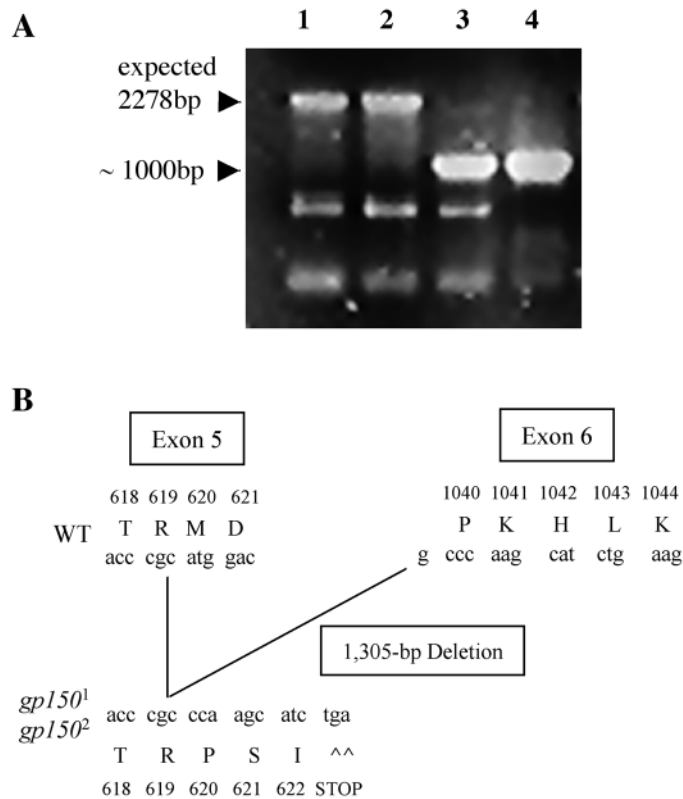 A
1 2 3 4
expected
2278bp
~ 1000bp
B
Exon 5
Exon 6
618 619 620 621
1040 1041 1042 1043 1044
T R M D
P K H L K
WT
acc cgc atg gac
g ccc aag cat ctg aag
1,305-bp Deletion
gp150¹
gp150²
acc cgc cca agc atc tga
T R P S I ^^
618 619 620 621 622 STOP